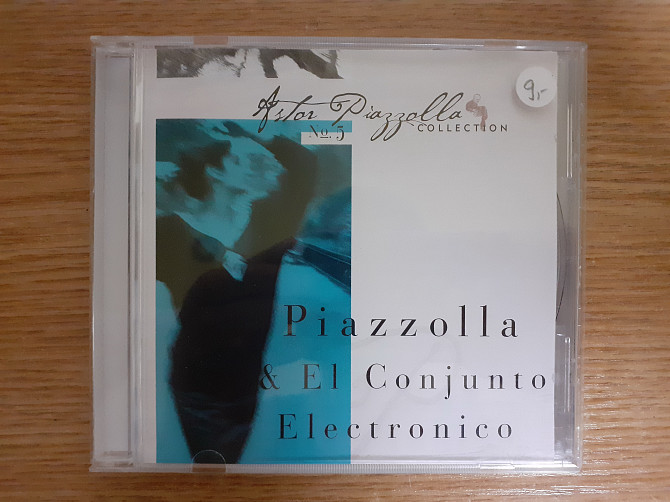 Astor Piazzolla
COLLECTION
No. 5
9,-
Piazzolla
& El Conjunto
Electronico